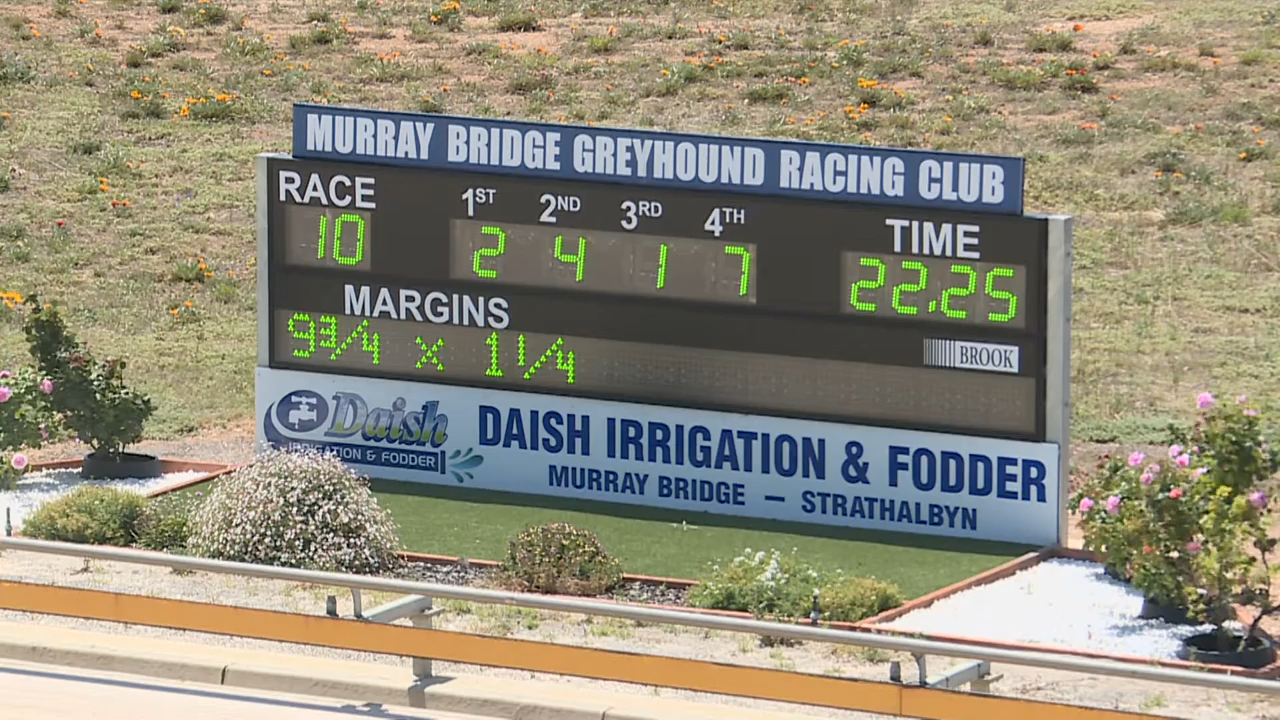 MURRAY BRIDGE GREYHOUND RACING CLUB
RACE 1ST 2ND 3RD 4TH TIME
10 2 4 1 7 22.25
MARGINS
9¾ x 1¼
BROOK
Daish
IRRIGATION & FODDER
DAISH IRRIGATION & FODDER
MURRAY BRIDGE – STRATHALBYN